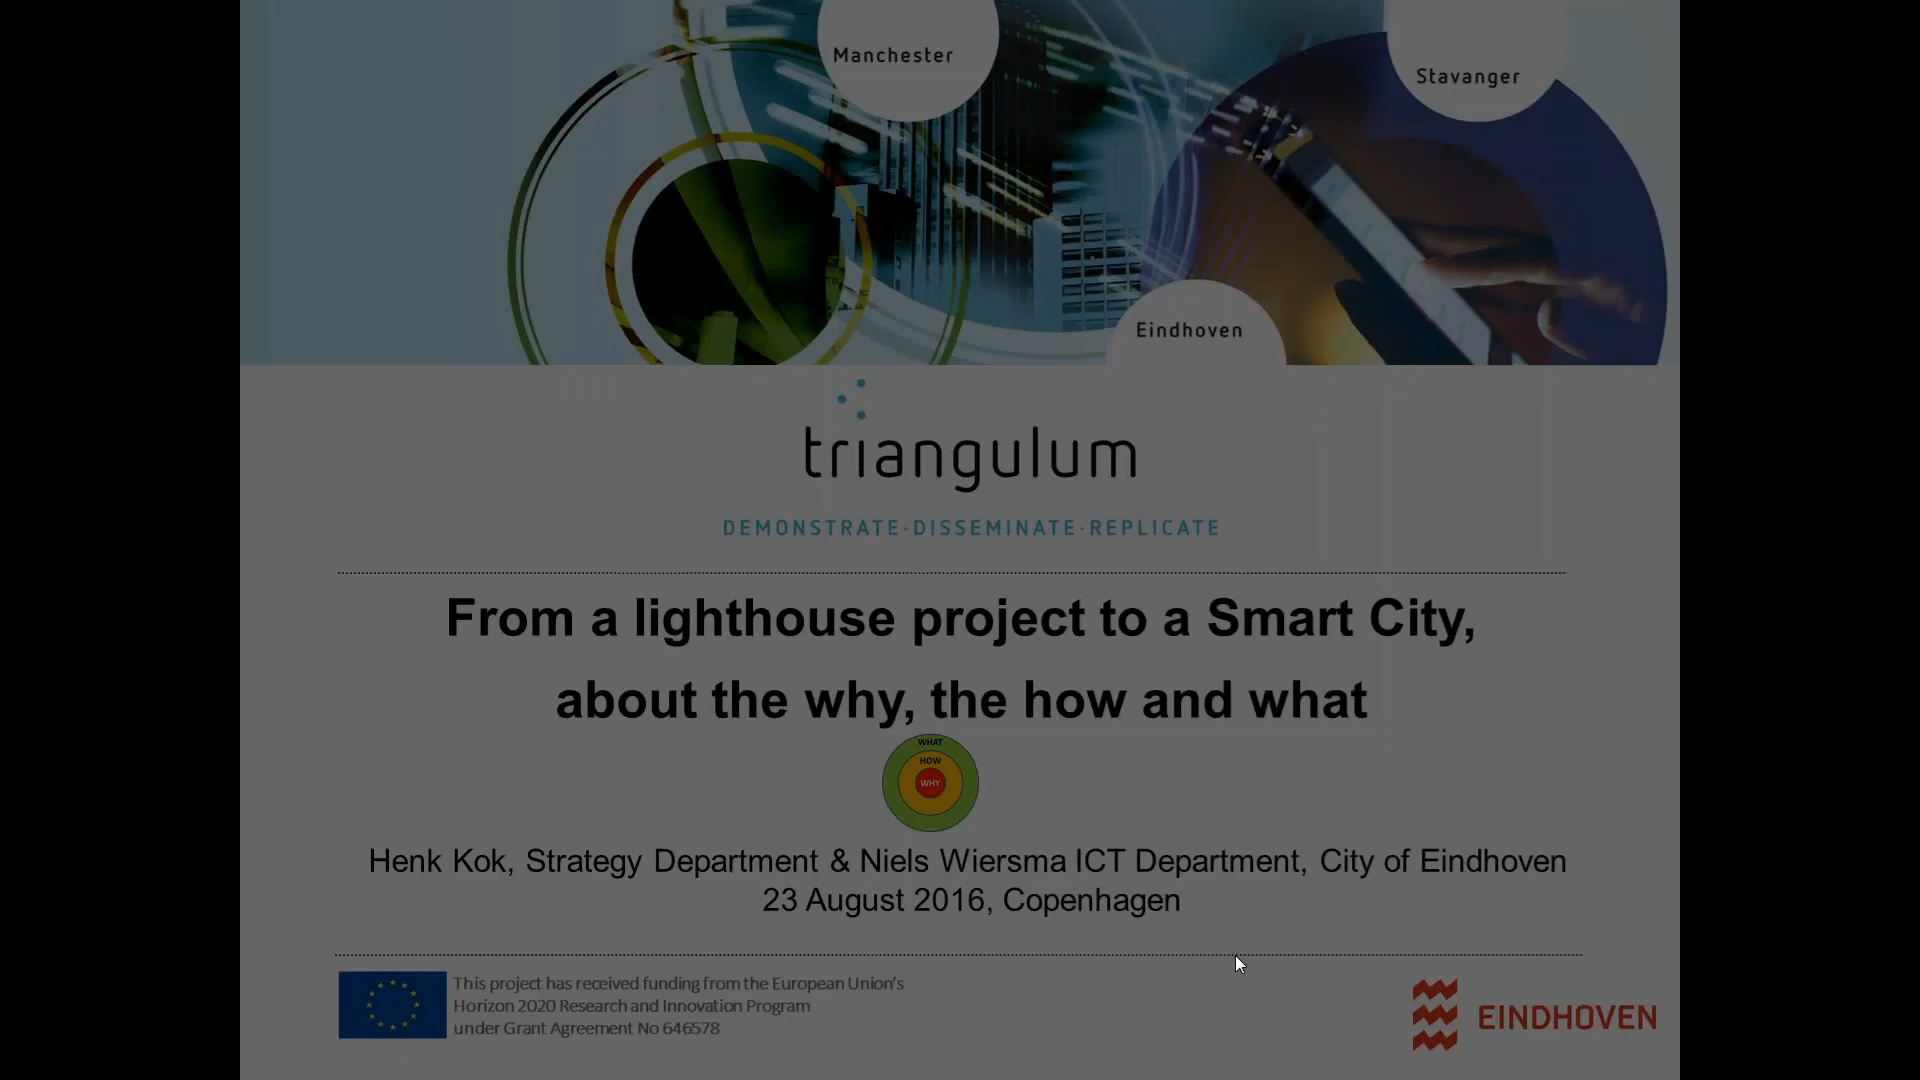 Manchester
Stavanger
Eindhoven
triangulum
DEMONSTRATE·DISSEMINATE·REPLICATE
From a lighthouse project to a Smart City,
about the why, the how and what
WHAT
HOW
WHY
Henk Kok, Strategy Department & Niels Wiersma ICT Department, City of Eindhoven
23 August 2016, Copenhagen
This project has received funding from the European Union’s
Horizon 2020 Research and Innovation Program
under Grant Agreement No 646578
EINDHOVEN